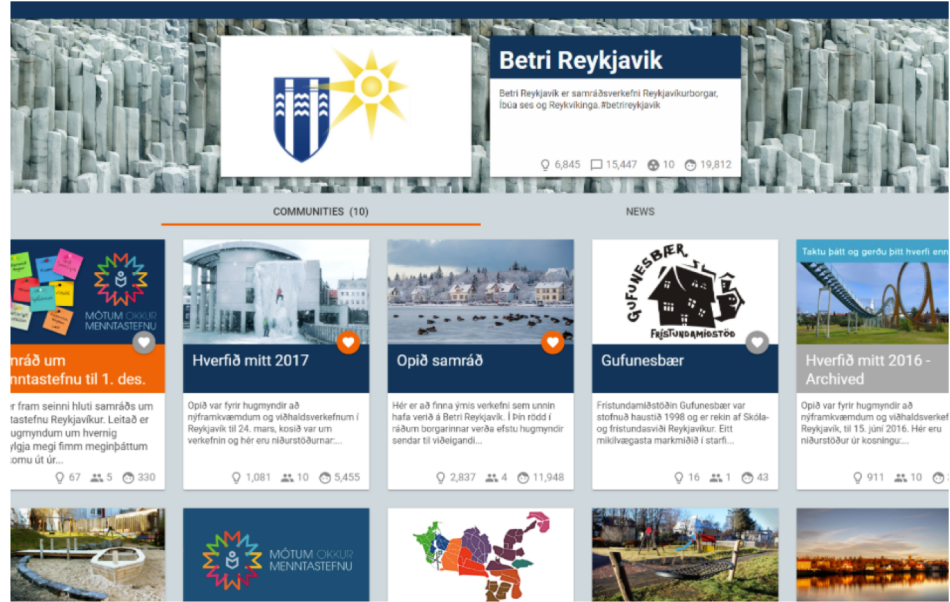 Betri Reykjavik
Betri Reykjavik er samráðsverkefni Reykjavíkurborgar,
Íbúa ses og Reykvíkinga.#betrireykjavik
6,845 15,447 10 19,812
COMMUNITIES (10)
NEWS
MÓTUM OKKUR
MENNTASTEFNU
nráð um
nntastefnu til 1. des.
r fram seinni hluti samráðs um
tastefnu Reykjavíkur. Leitað er
ugmyndum um hvernig
ylgja megi fimm meginþáttum
omu út úr...
67 5 330
Hverfið mitt 2017
Opið var fyrir hugmyndir að
nýframkvæmdum og viðhaldsverkefnum í
Reykjavík til 24. mars, kosið var um
verkefnin og hér eru niðurstöðurnar:...
1,081 10 5,455
Opið samráð
Hér er að finna ýmis verkefni sem unnin
hafa verið á Betri Reykjavík. Í Þín rödd í
ráðum borgarinnar verða efstu hugmyndir
sendar til viðeigandi...
2,837 4 11,948
GUFUNESBÆR
FRÍSTUNDAMIÐSTÖÐ
Gufunesbær
Frístundamiðstöðin Gufunesbær var
stofnuð haustið 1998 og er rekin af Skóla-
og frístundasviði Reykjavíkur. Eitt
mikilvægasta markmiðið í starfi...
16 1 43
Taktu þátt og gerðu þitt hverfi enn
Hverfið mitt 2016 -
Archived
Opið var fyrir hugmyndir að
nýframkvæmdum og viðhaldsverkef
Reykjavík, til 15. júní 2016. Hér eru
niðurstöður úr kosningu:...
911 10
MÓTUM OKKUR
MENNTASTEFNU